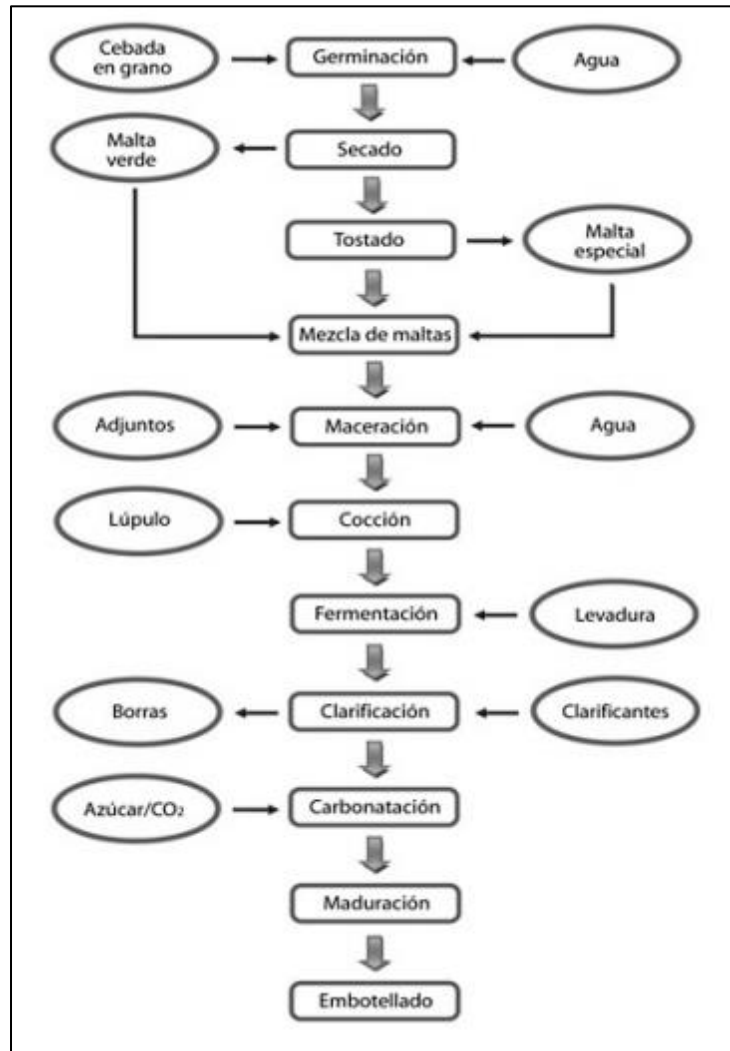 Cebada
en grano
Germinación
Agua
Malta
verde
Secado
Tostado
Malta
especial
Mezcla de maltas
Adjuntos
Maceración
Agua
Lúpulo
Cocción
Fermentación
Levadura
Borras
Clarificación
Clarificantes
Azúcar/CO₂
Carbonatación
Maduración
Embotellado